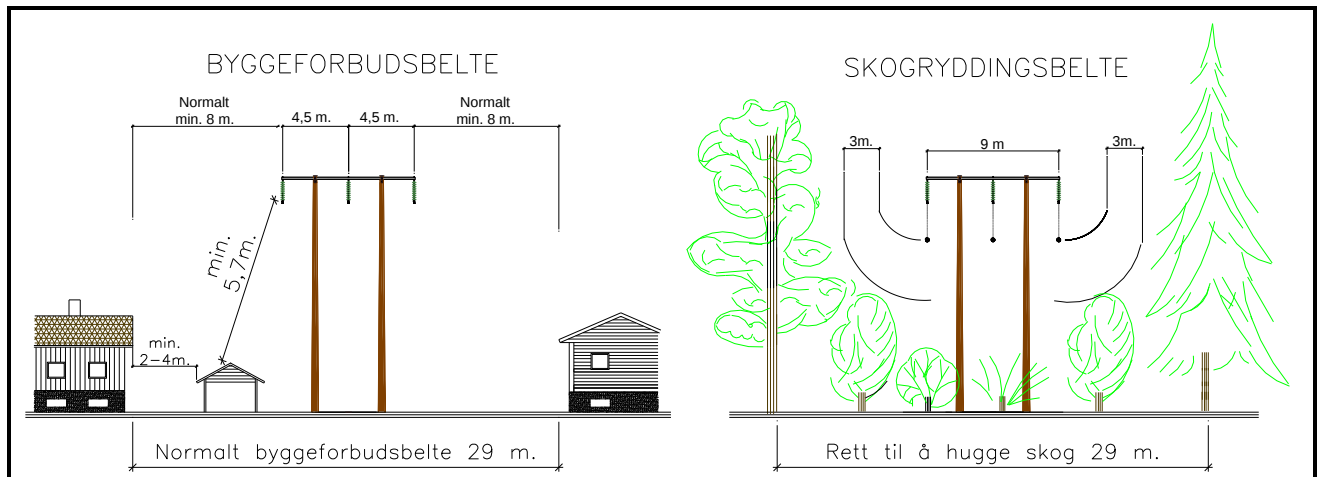 BYGGEFORBUDSBELTE
Normalt
min. 8 m.
4,5 m.
4,5 m.
Normalt
min. 8 m.
min.
5,7m.
min.
2-4m.
Normalt byggeforbudsbelte 29 m.
SKOGRYDDINGSBELTE
3m.
9 m
3m.
Rett til å hugge skog 29 m.